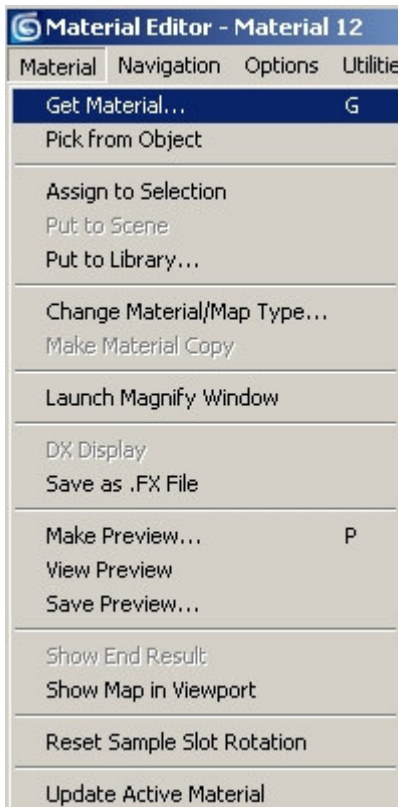 Material Editor - Material 12
Material Navigation Options Utilitie
Get Material... G
Pick from Object
Assign to Selection
Put to Scene
Put to Library...
Change Material/Map Type...
Make Material Copy
Launch Magnify Window
DX Display
Save as .FX File
Make Preview... P
View Preview
Save Preview...
Show End Result
Show Map in Viewport
Reset Sample Slot Rotation
Update Active Material